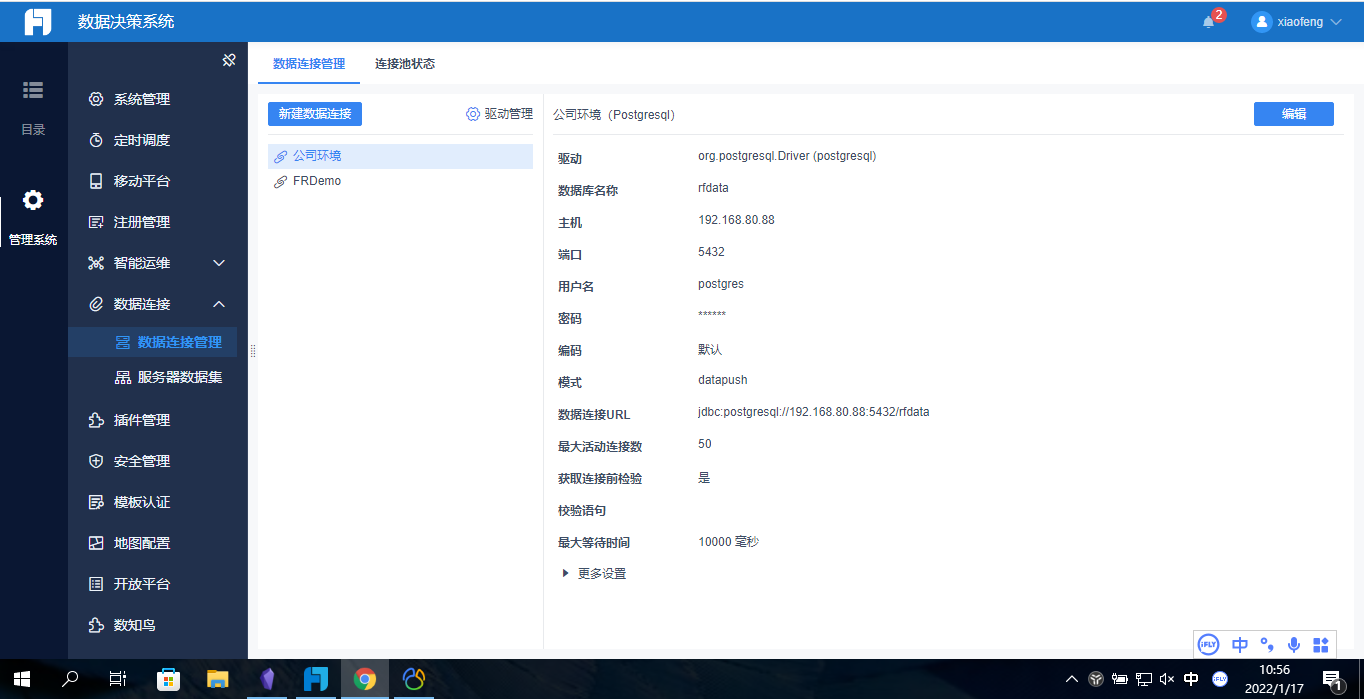 数据决策系统
2
xiaofeng
目录
管理系统
系统管理
定时调度
移动平台
注册管理
智能运维
数据连接
数据连接管理
服务器数据集
插件管理
安全管理
模板认证
地图配置
开放平台
数知鸟
数据连接管理 连接池状态
新建数据连接 驱动管理
公司环境
FRDemo
公司环境（Postgresql） 编辑
驱动 org.postgresql.Driver (postgresql)
数据库名称 rfdata
主机 192.168.80.88
端口 5432
用户名 postgres
密码 ******
编码 默认
模式 datapush
数据连接URL jdbc:postgresql://192.168.80.88:5432/rfdata
最大活动连接数 50
获取连接前检验 是
校验语句
最大等待时间 10000 毫秒
更多设置
iFLY 中
中 iFLY
10:56
2022/1/17
1